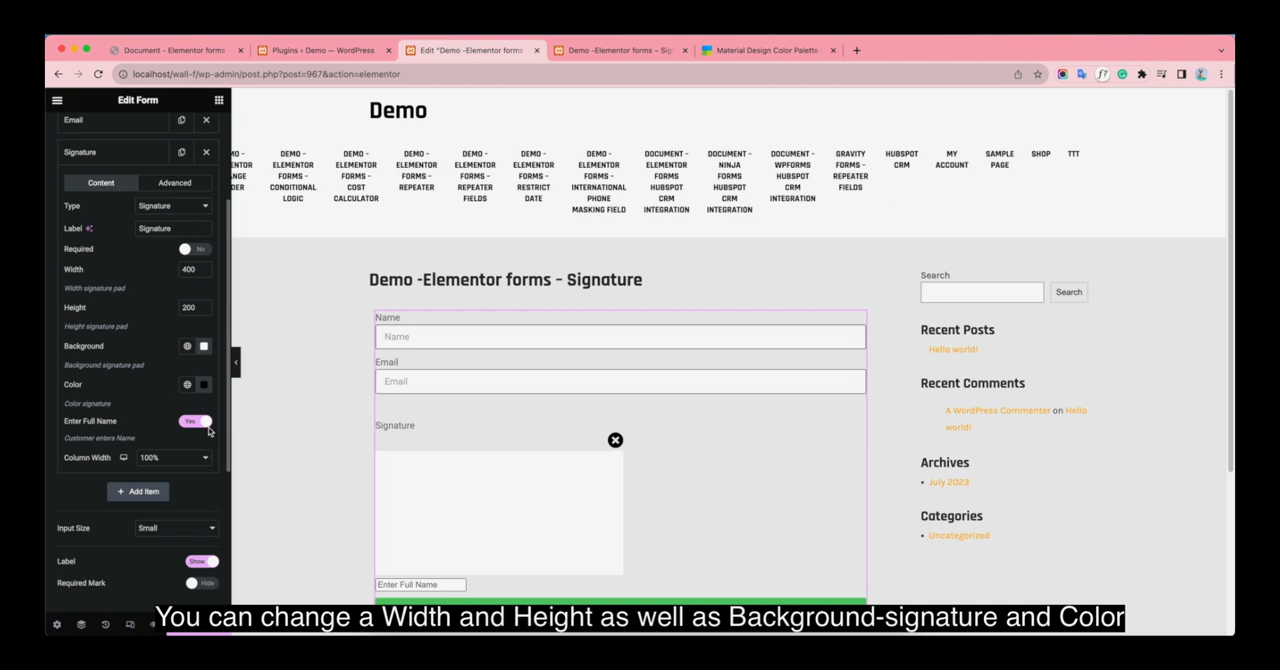 Document - Elementor forms
Plugins ‹ Demo — WordPress
Edit "Demo -Elementor forms
Demo -Elementor forms – Sig
Material Design Color Palette
localhost/wall-f/wp-admin/post.php?post=967&action=elementor
Edit Form
Email
Signature
Content
Advanced
Type
Signature
Label
Signature
Required
No
Width
400
Width signature pad
Height
200
Height signature pad
Background
Background signature pad
Color
Color signature
Enter Full Name
Yes
Customer enters Name
Column Width
100%
+ Add Item
Input Size
Small
Label
Show
Required Mark
Hide
Demo
MO -
ENTOR
ANGE
DER
DEMO -
ELEMENTOR
FORMS -
CONDITIONAL
LOGIC
DEMO -
ELEMENTOR
FORMS -
COST
CALCULATOR
DEMO -
ELEMENTOR
FORMS -
REPEATER
DEMO -
ELEMENTOR
FORMS -
REPEATER
FIELDS
DEMO -
ELEMENTOR
FORMS -
RESTRICT
DATE
DEMO -
ELEMENTOR
FORMS -
INTERNATIONAL
PHONE
MASKING FIELD
DOCUMENT -
ELEMENTOR
FORMS
HUBSPOT
CRM
INTEGRATION
DOCUMENT -
NINJA
FORMS
HUBSPOT
CRM
INTEGRATION
DOCUMENT -
WPFORMS
HUBSPOT
CRM
INTEGRATION
GRAVITY
FORMS -
REPEATER
FIELDS
HUBSPOT
CRM
MY
ACCOUNT
SAMPLE
PAGE
SHOP
TTT
Demo -Elementor forms – Signature
Name
Name
Email
Email
Signature
Enter Full Name
Search
Search
Recent Posts
Hello world!
Recent Comments
A WordPress Commenter on Hello
world!
Archives
• July 2023
Categories
• Uncategorized
You can change a Width and Height as well as Background-signature and Color